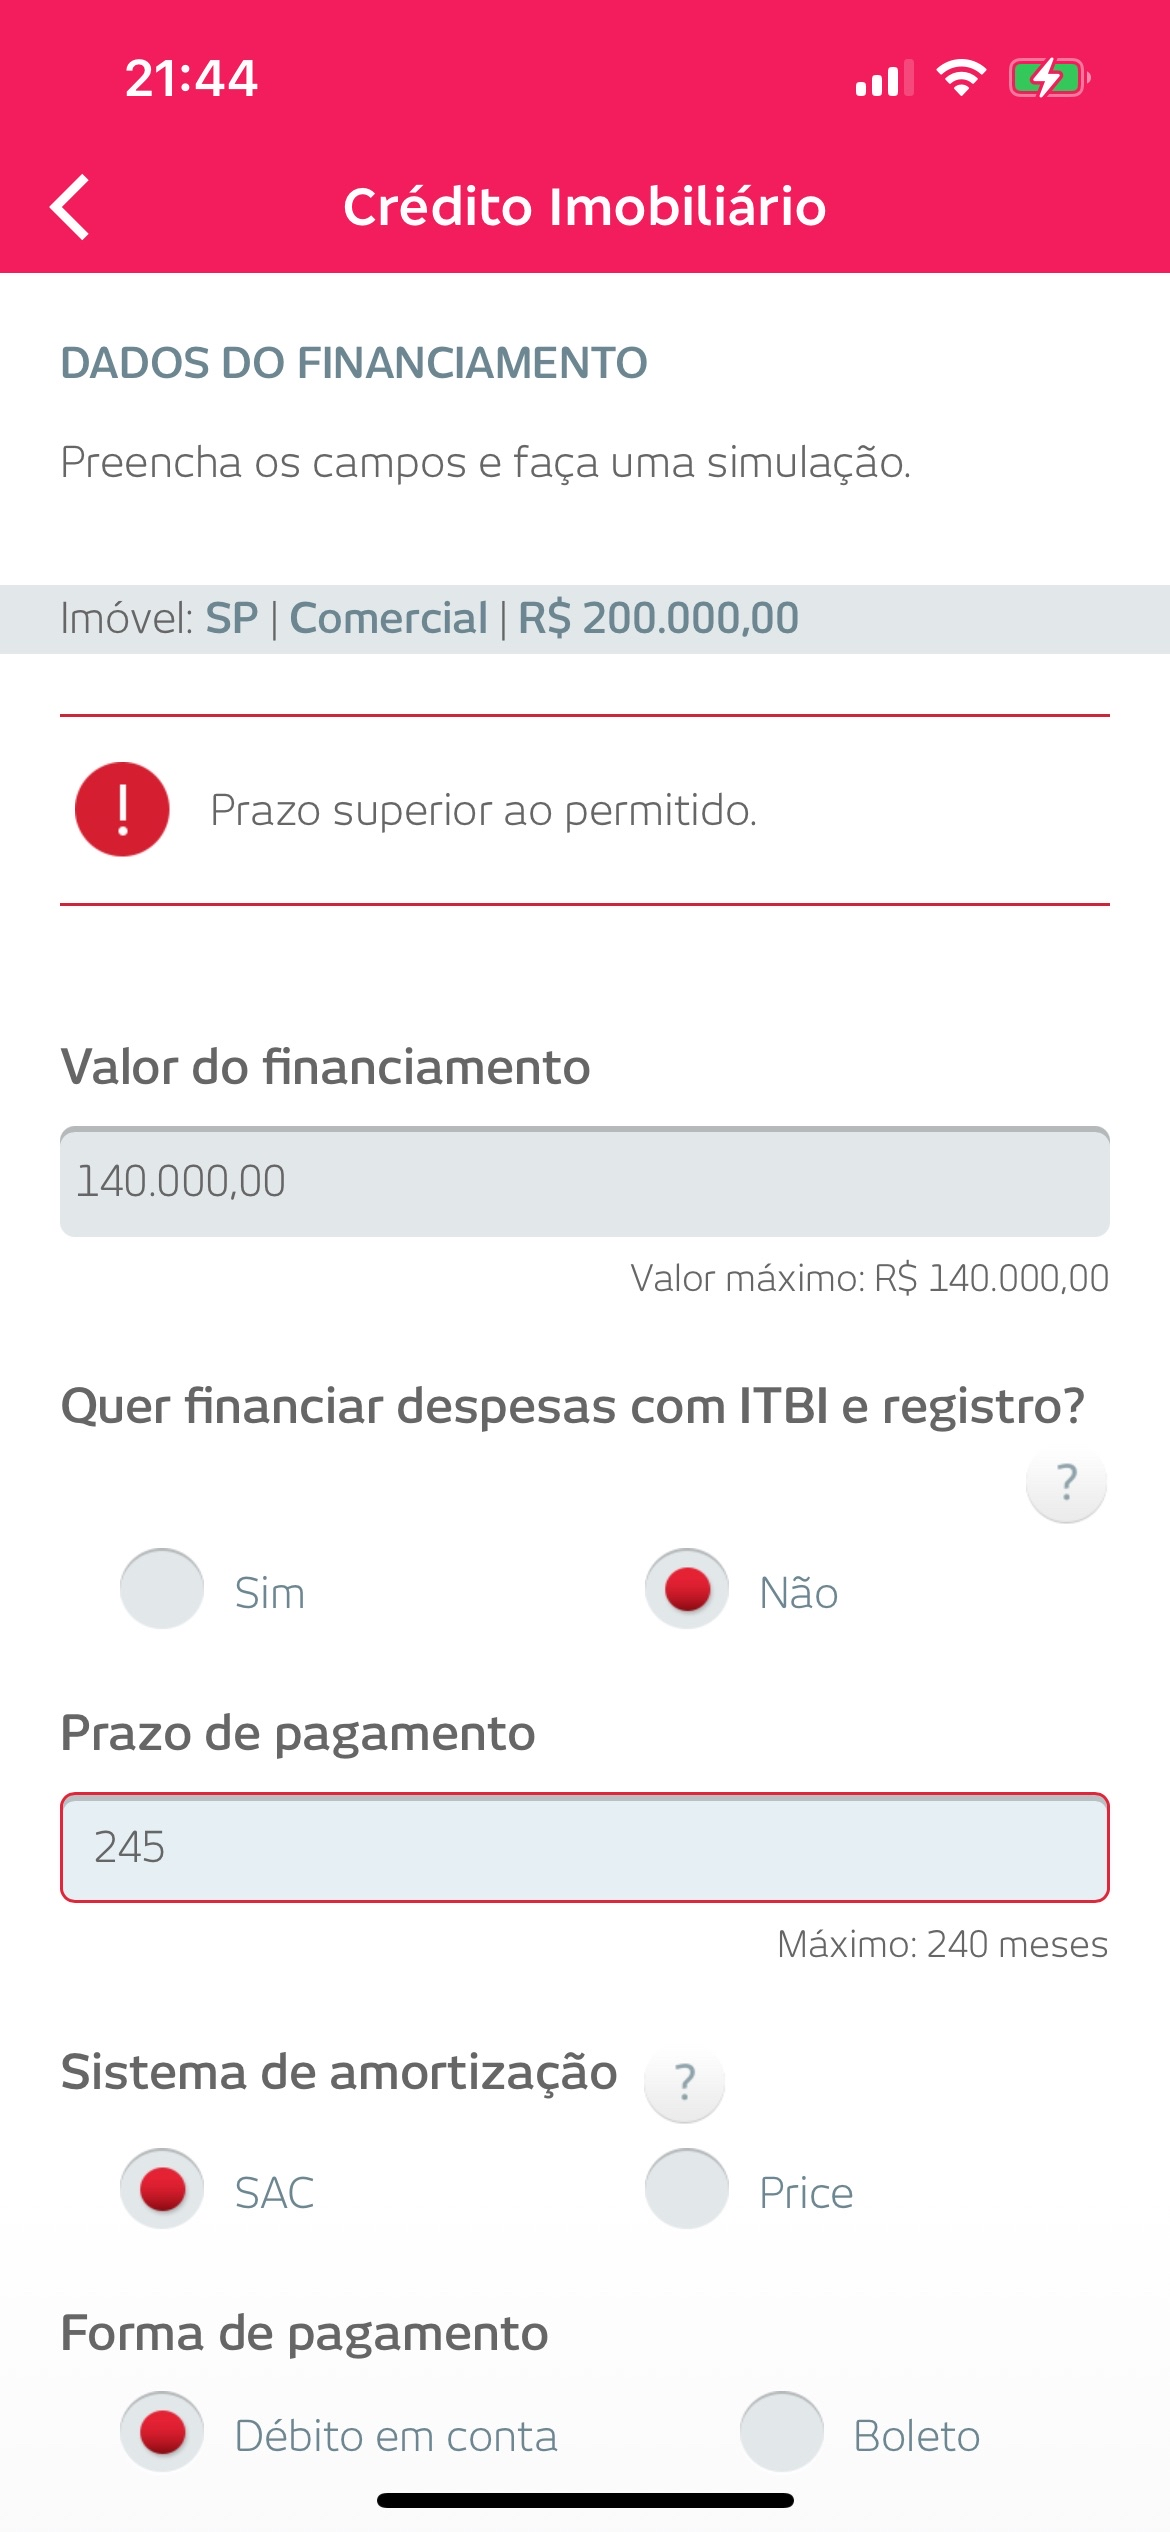 21:44
Crédito Imobiliário
DADOS DO FINANCIAMENTO
Preencha os campos e faça uma simulação.
Imóvel: SP | Comercial | R$ 200.000,00
! Prazo superior ao permitido.
Valor do financiamento
140.000,00
Valor máximo: R$ 140.000,00
Quer financiar despesas com ITBI e registro?
?
Sim Não
Prazo de pagamento
245
Máximo: 240 meses
Sistema de amortização ?
SAC Price
Forma de pagamento
Débito em conta Boleto